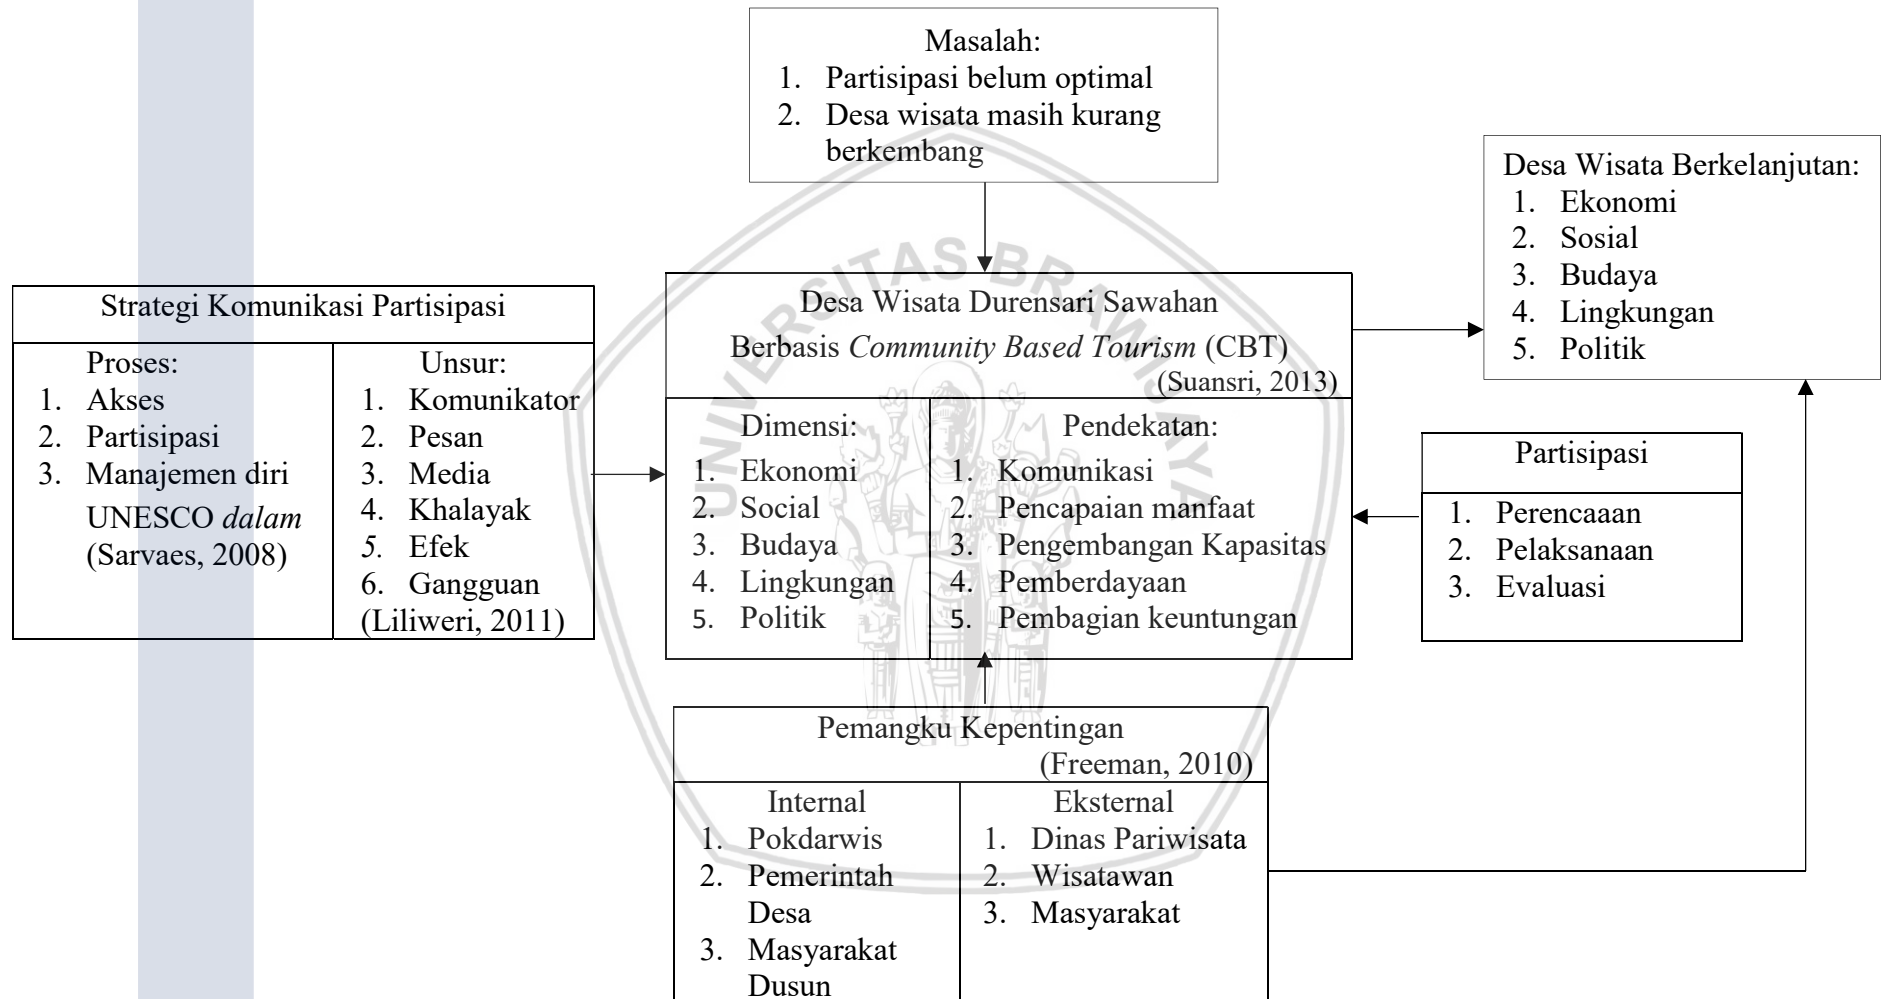 Masalah:
1. Partisipasi belum optimal
2. Desa wisata masih kurang
berkembang
Desa Wisata Berkelanjutan:
1. Ekonomi
2. Sosial
3. Budaya
4. Lingkungan
5. Politik
Strategi Komunikasi Partisipasi
Proses:
1. Akses
2. Partisipasi
3. Manajemen diri
UNESCO dalam
(Sarvaes, 2008)
Unsur:
1. Komunikator
2. Pesan
3. Media
4. Khalayak
5. Efek
6. Gangguan
(Liliweri, 2011)
Desa Wisata Durensari Sawahan
Berbasis Community Based Tourism (CBT)
(Suansri, 2013)
Dimensi:
1. Ekonomi
2. Social
3. Budaya
4. Lingkungan
5. Politik
Pendekatan:
1. Komunikasi
2. Pencapaian manfaat
3. Pengembangan Kapasitas
4. Pemberdayaan
5. Pembagian keuntungan
Partisipasi
1. Perencaaan
2. Pelaksanaan
3. Evaluasi
Pemangku Kepentingan
(Freeman, 2010)
Internal
1. Pokdarwis
2. Pemerintah
Desa
3. Masyarakat
Dusun
Eksternal
1. Dinas Pariwisata
2. Wisatawan
3. Masyarakat
UNIVERSITAS BRAWIJAYA